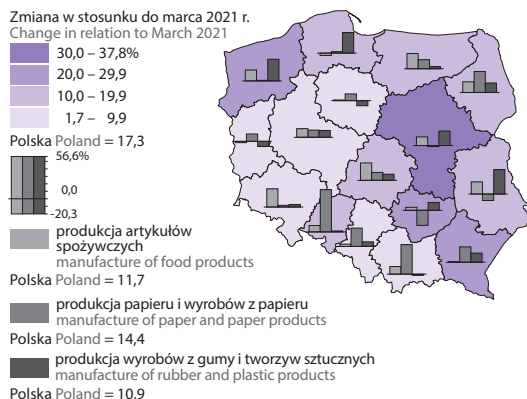 Zmiana w stosunku do marca 2021 r.
Change in relation to March 2021
30,0 – 37,8%
20,0 – 29,9
10,0 – 19,9
1,7 – 9,9
Polska Poland = 17,3
56,6%
0,0
-20,3
produkcja artykułów
spożywczych
manufacture of food products
Polska Poland = 11,7
produkcja papieru i wyrobów z papieru
manufacture of paper and paper products
Polska Poland = 14,4
produkcja wyrobów z gumy i tworzyw sztucznych
manufacture of rubber and plastic products
Polska Poland = 10,9